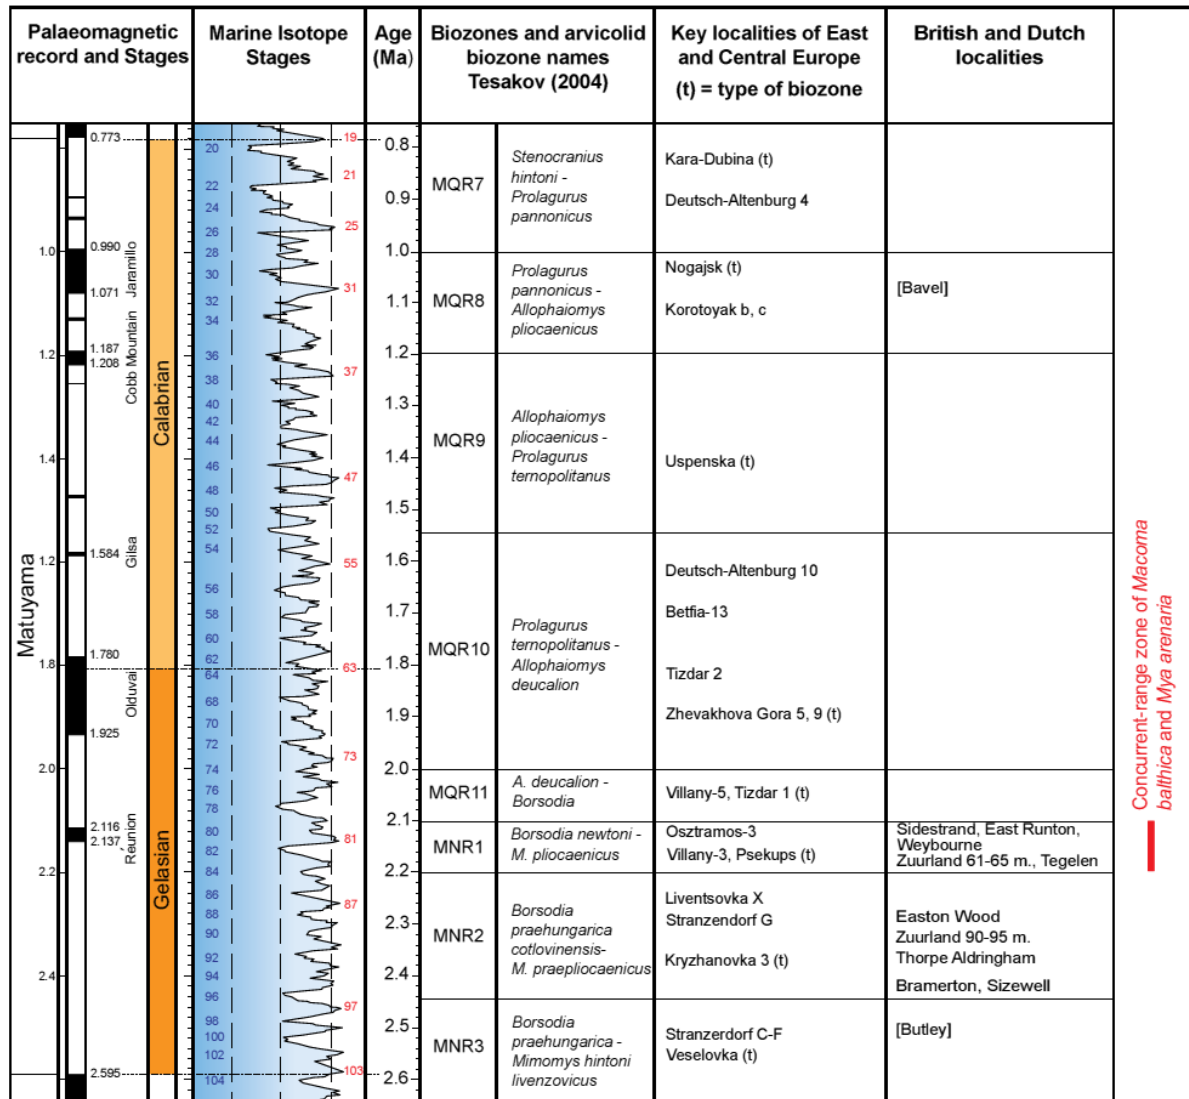 Palaeomagnetic
record and Stages
Marine Isotope
Stages
Age
(Ma)
Biozones and arvicolid
biozone names
Tesakov (2004)
Key localities of East
and Central Europe
(t) = type of biozone
British and Dutch
localities
Matuyama
1.0
1.2
1.4
1.6
1.8
2.0
2.2
2.4
0.773
0.990
1.071
1.187
1.208
1.584
1.780
1.925
2.116
2.137
2.595
Jaramillo
Cobb Mountain
Gilsa
Olduvai
Réunion
Calabrian
Gelasian
20
22
24
26
28
30
32
34
36
38
40
42
44
46
48
50
52
54
56
58
60
62
64
68
70
72
74
76
78
80
82
84
86
88
90
92
94
96
98
100
102
104
19
21
25
31
37
47
55
63
73
81
87
97
103
0.8
0.9
1.0
1.1
1.2
1.3
1.4
1.5
1.6
1.7
1.8
1.9
2.0
2.1
2.2
2.3
2.4
2.5
2.6
MQR7
Stenocranius
hintoni -
Prolagurus
pannonicus
Kara-Dubina (t)
Deutsch-Altenburg 4
MQR8
Prolagurus
pannonicus -
Allophaiomys
pliocaenicus
Nogajsk (t)
Korotoyak b, c
[Bavel]
MQR9
Allophaiomys
pliocaenicus -
Prolagurus
ternopolitanus
Uspenska (t)
MQR10
Prolagurus
ternopolitanus -
Allophaiomys
deucalion
Deutsch-Altenburg 10
Betfia-13
Tizdar 2
Zhevakhova Gora 5, 9 (t)
MQR11
A. deucalion -
Borsodia
Villany-5, Tizdar 1 (t)
MNR1
Borsodia newtoni -
M. pliocaenicus
Osztramos-3
Villany-3, Psekups (t)
Sidestrand, East Runton,
Weybourne
Zuurland 61-65 m., Tegelen
MNR2
Borsodia
praehungarica
cotlovinensis-
M. praepliocaenicus
Liventsovka X
Stranzendorf G
Kryzhanovka 3 (t)
Easton Wood
Zuurland 90-95 m.
Thorpe Aldringham
Bramerton, Sizewell
MNR3
Borsodia
praehungarica -
Mimomys hintoni
livenzovicus
Stranzerdorf C-F
Veselovka (t)
[Butley]
Concurrent-range zone of Macoma
balthica and Mya arenaria